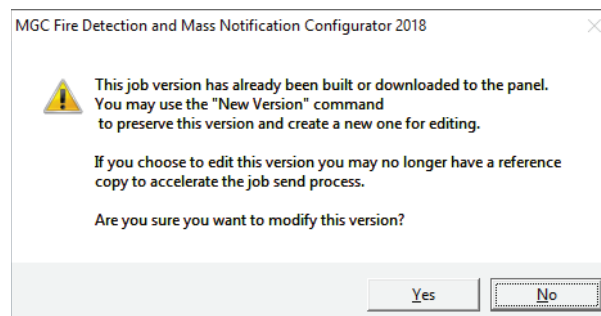 MGC Fire Detection and Mass Notification Configurator 2018
This job version has already been built or downloaded to the panel.
You may use the "New Version" command
to preserve this version and create a new one for editing.
If you choose to edit this version you may no longer have a reference
copy to accelerate the job send process.
Are you sure you want to modify this version?
Yes
No